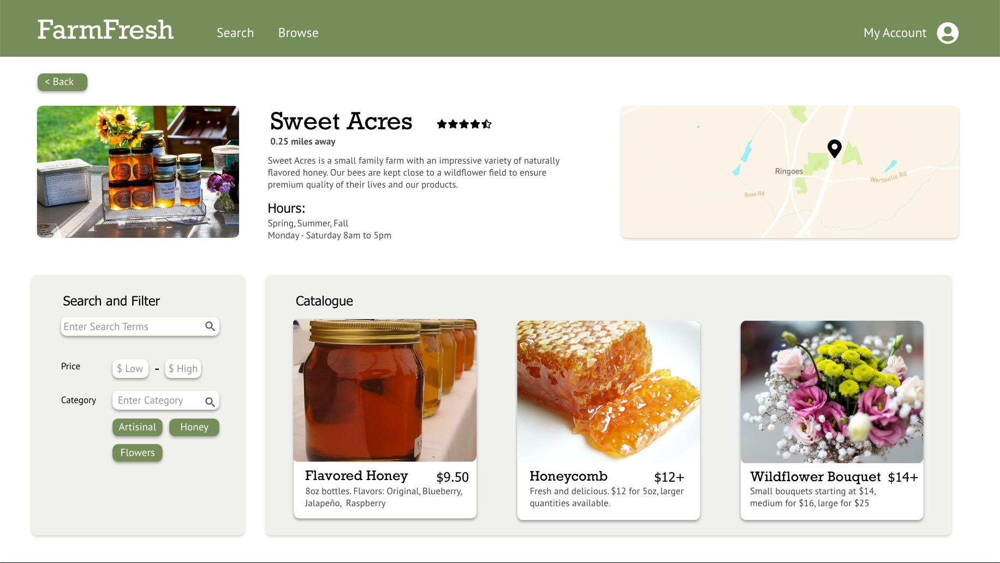 FarmFresh
Search
Browse
My Account
< Back
Sweet Acres
0.25 miles away
Sweet Acres is a small family farm with an impressive variety of naturally
flavored honey. Our bees are kept close to a wildflower field to ensure
premium quality of their lives and our products.
Hours:
Spring, Summer, Fall
Monday - Saturday 8am to 5pm
RECIPES
Ringoes
Wertsville Rd
Boss Rd
Search and Filter
Enter Search Terms
Price
$ Low
-
$ High
Category
Enter Category
Artisinal
Honey
Flowers
Catalogue
Flavored Honey
$9.50
8oz bottles. Flavors: Original, Blueberry,
Jalapeño, Raspberry
Honeycomb
$12+
Fresh and delicious. $12 for 5oz, larger
quantities available.
Wildflower Bouquet
$14+
Small bouquets starting at $14,
medium for $16, large for $25